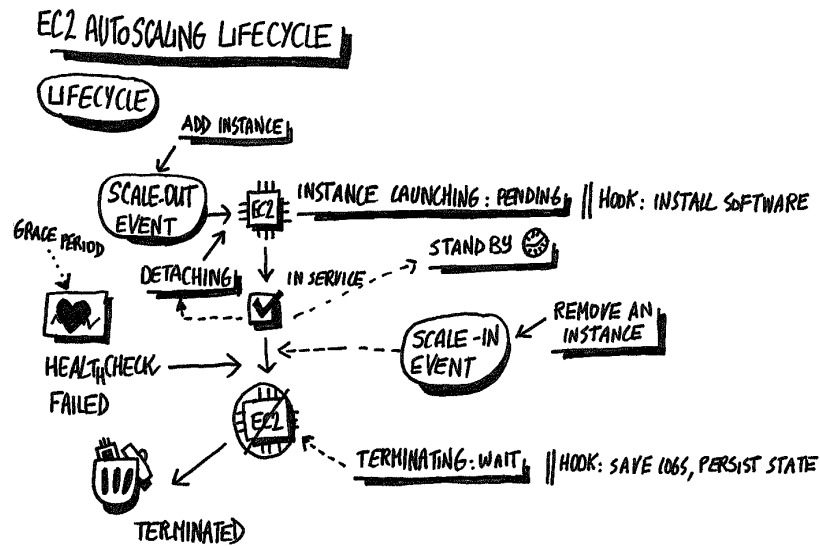 EC2 AUTOSCALING LIFECYCLE
LIFECYCLE
ADD INSTANCE
SCALE-OUT
EVENT
EC2
INSTANCE LAUNCHING: PENDING
HOOK: INSTALL SOFTWARE
GRACE PERIOD
STANDBY
DETACHING
IN SERVICE
REMOVE AN
INSTANCE
SCALE-IN
EVENT
HEALTHCHECK
FAILED
EC2
TERMINATING: WAIT
HOOK: SAVE LOGS, PERSIST STATE
TERMINATED